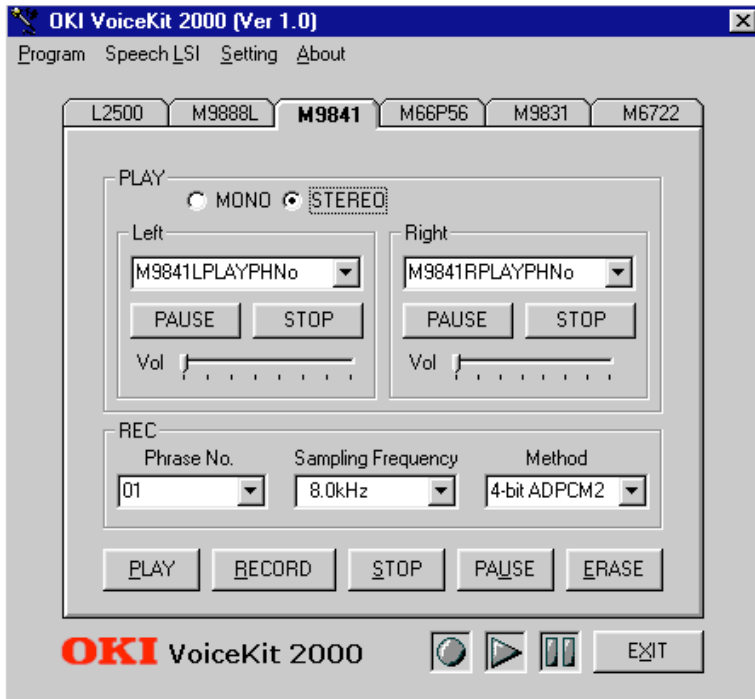 OKI VoiceKit 2000 (Ver 1.0)
Program Speech LSI Setting About
L2500 M9888L M9841 M66P56 M9831 M6722
PLAY
MONO STEREO
Left Right
M9841LPLAYPHNo M9841RPLAYPHNo
PAUSE STOP PAUSE STOP
Vol Vol
REC
Phrase No. Sampling Frequency Method
01 8.0kHz 4-bit ADPCM2
PLAY RECORD STOP PAUSE ERASE
OKI VoiceKit 2000 EXIT